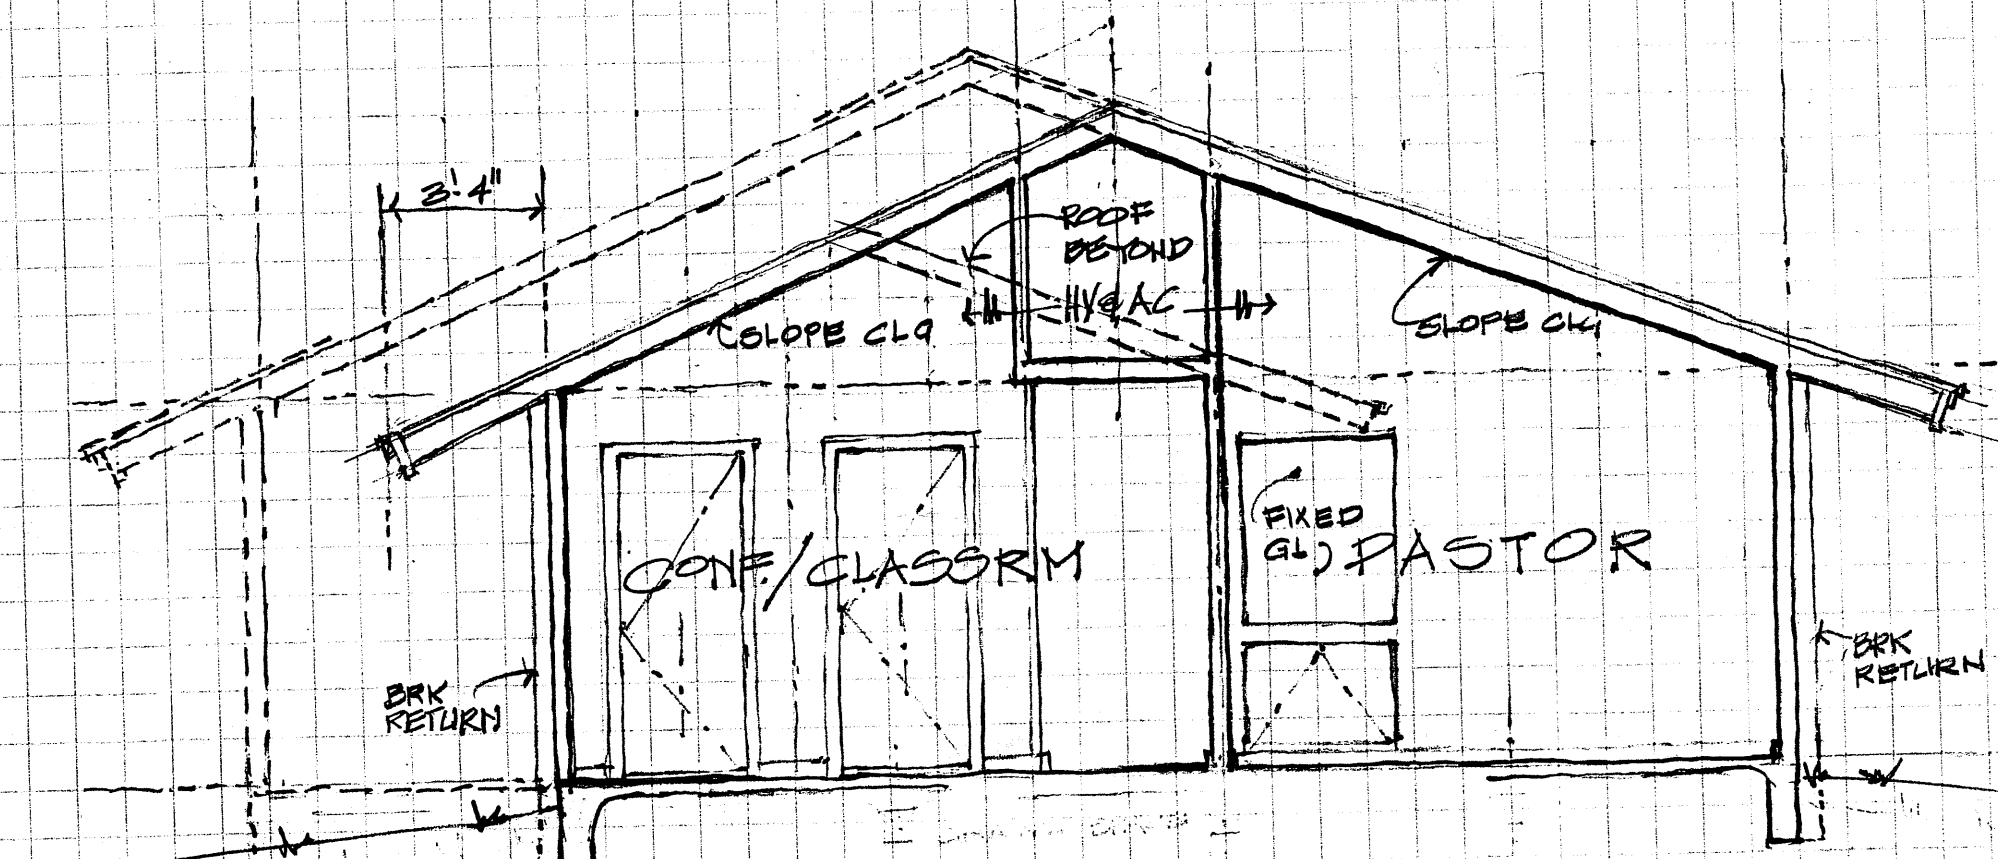 3'-4"
ROOF
BEYOND
HV&AC
SLOPE CLG
SLOPE CLG
FIXED
GL
CONF./CLASSRM
PASTOR
BRK
RETURN
BRK
RETURN